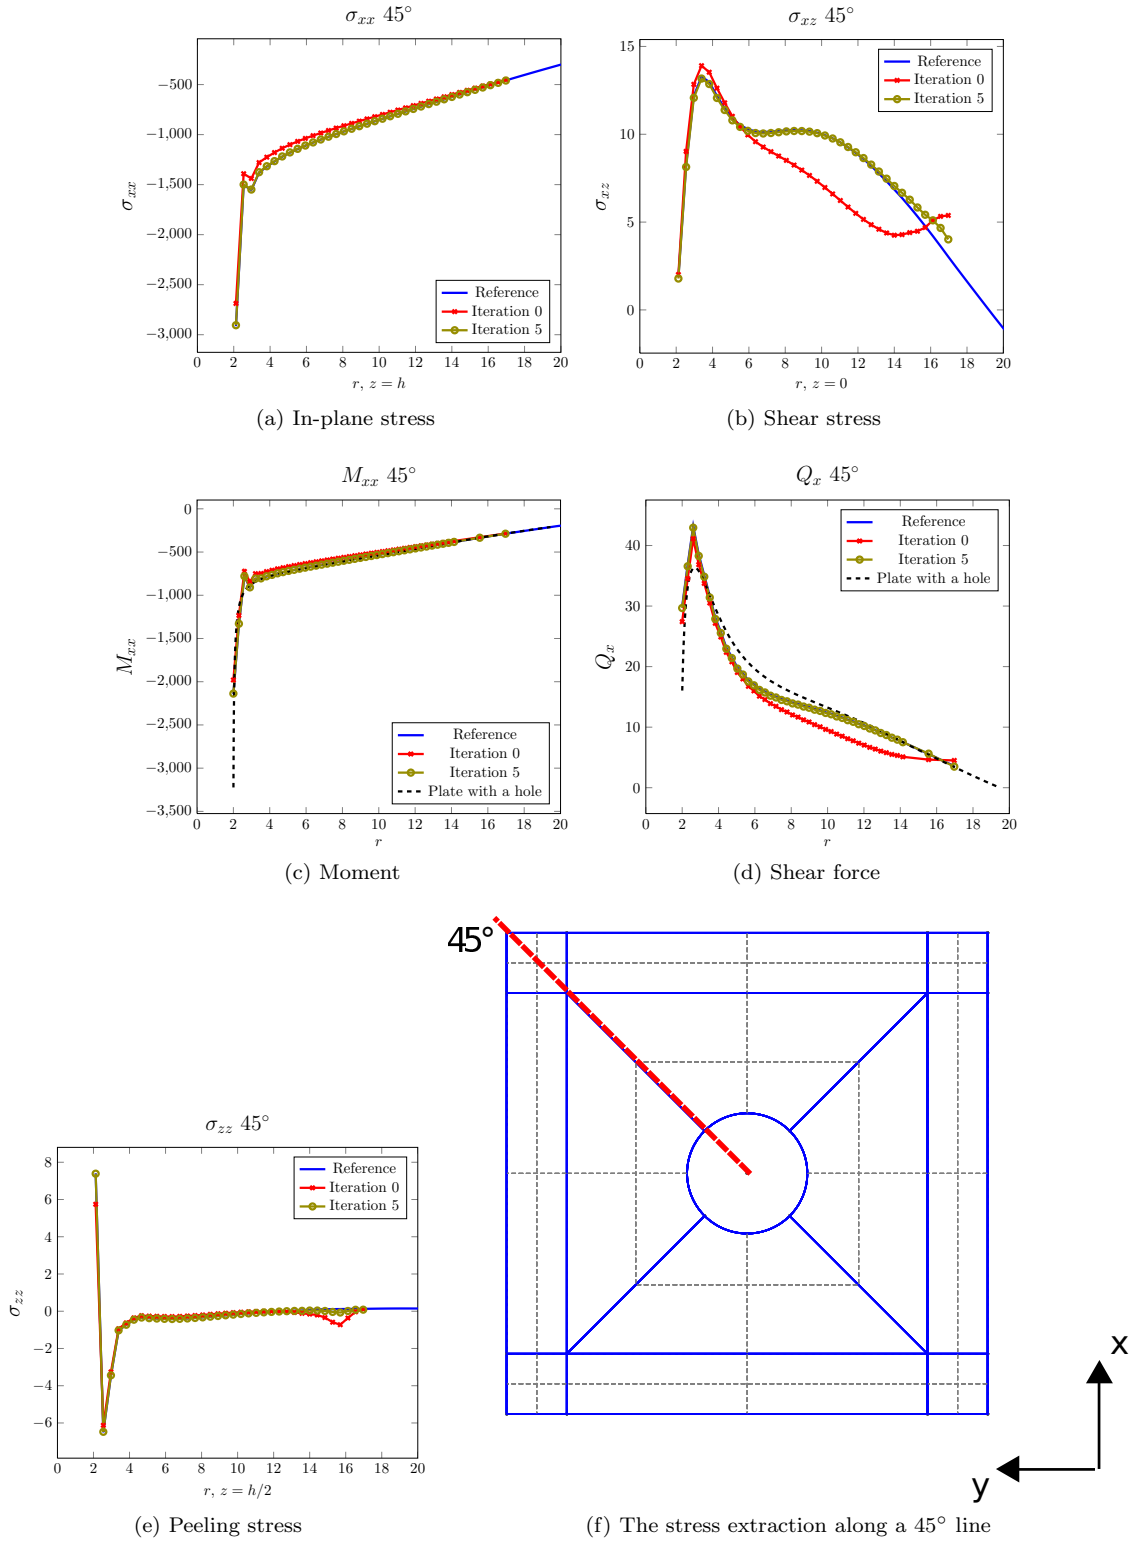 σxx 45°
−500
−1,000
−1,500
−2,000
−2,500
−3,000
σxx
Reference
Iteration 0
Iteration 5
0 2 4 6 8 10 12 14 16 18 20
r, z = h
(a) In-plane stress
σxz 45°
15
10
5
0
σxz
Reference
Iteration 0
Iteration 5
0 2 4 6 8 10 12 14 16 18 20
r, z = 0
(b) Shear stress
Mxx 45°
0
−500
−1,000
−1,500
−2,000
−2,500
−3,000
−3,500
Mxx
Reference
Iteration 0
Iteration 5
Plate with a hole
0 2 4 6 8 10 12 14 16 18 20
r
(c) Moment
Qx 45°
40
30
20
10
0
Qx
Reference
Iteration 0
Iteration 5
Plate with a hole
0 2 4 6 8 10 12 14 16 18 20
r
(d) Shear force
σzz 45°
8
6
4
2
0
−2
−4
−6
σzz
Reference
Iteration 0
Iteration 5
0 2 4 6 8 10 12 14 16 18 20
r, z = h/2
(e) Peeling stress
45°
x
y
(f) The stress extraction along a 45° line